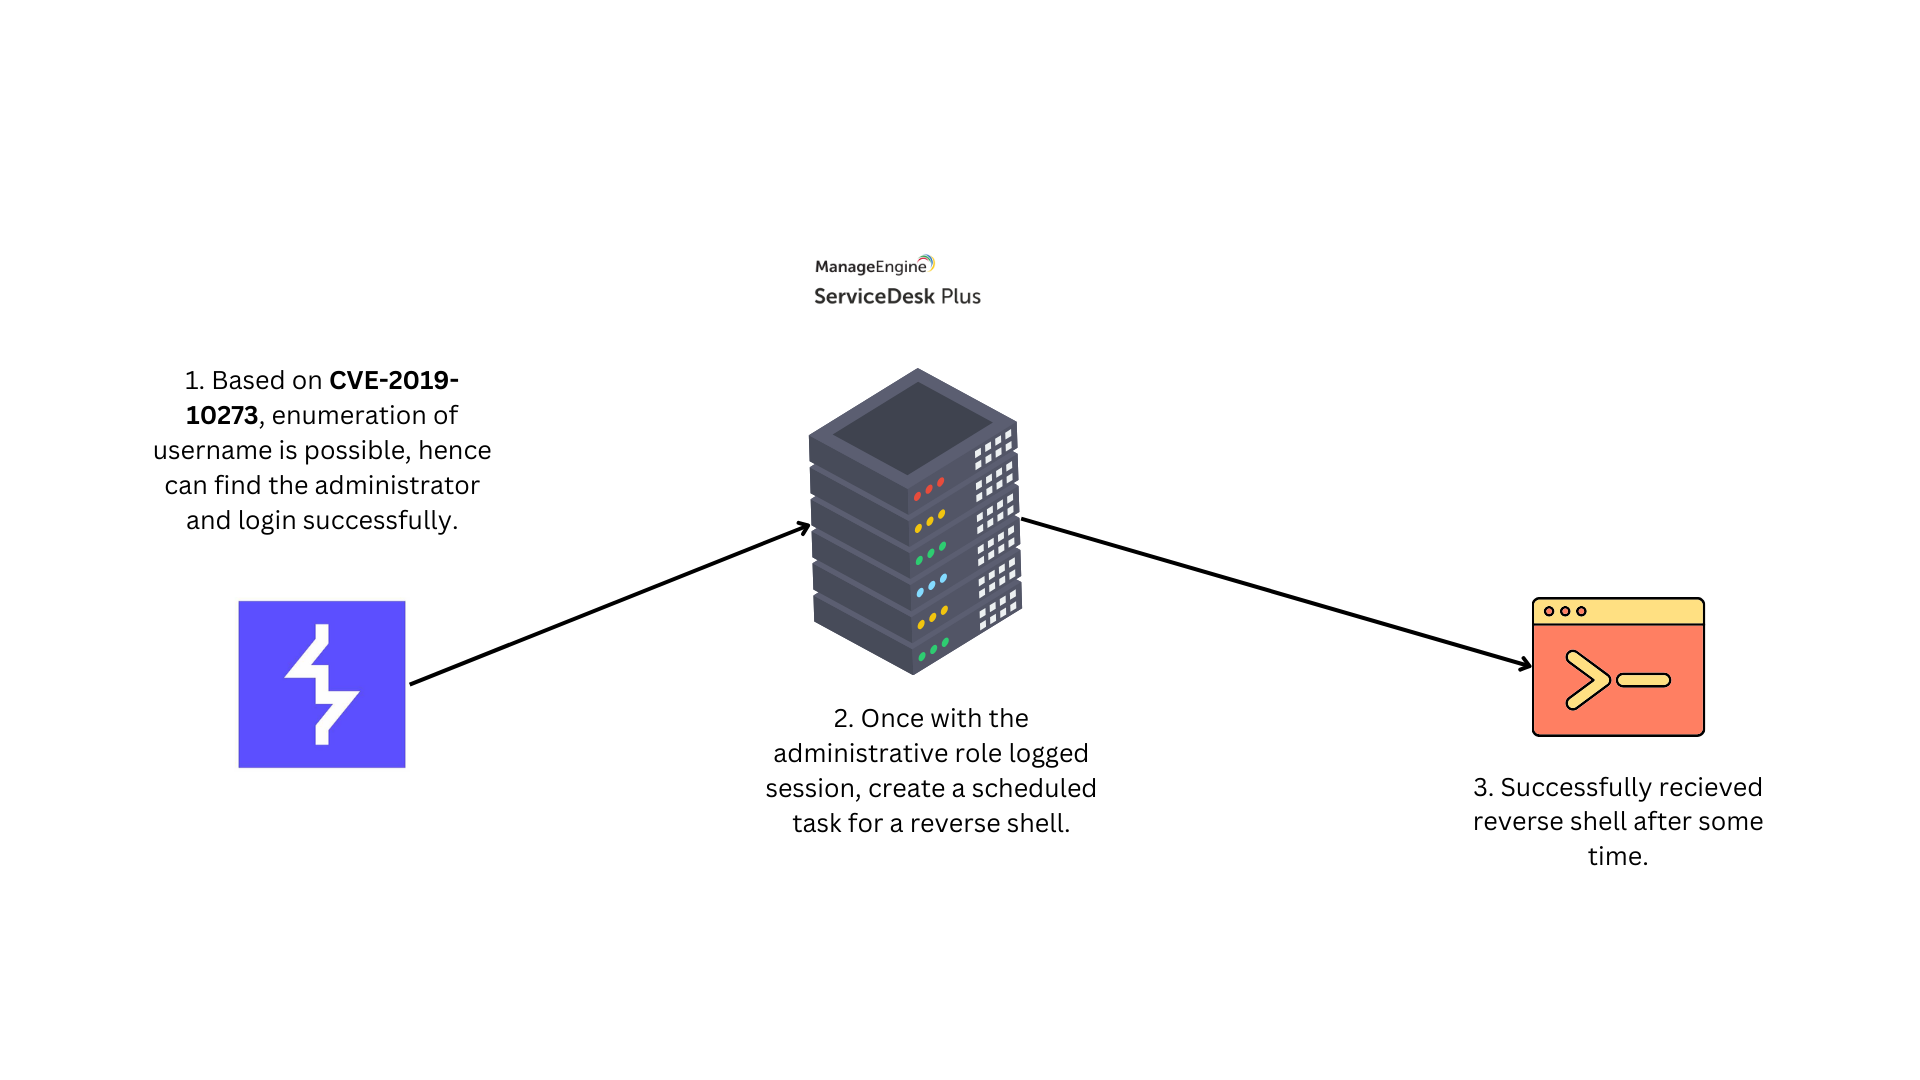 ManageEngine
ServiceDesk Plus
1. Based on CVE-2019-
10273, enumeration of
username is possible, hence
can find the administrator
and login successfully.
2. Once with the
administrative role logged
session, create a scheduled
task for a reverse shell.
3. Successfully recieved
reverse shell after some
time.